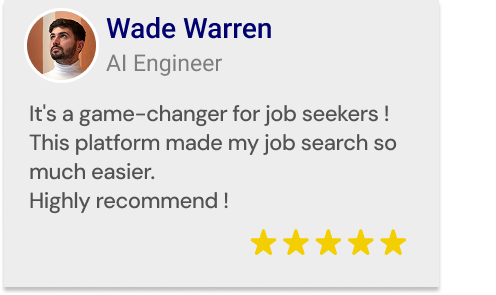 Wade Warren
AI Engineer
It's a game-changer for job seekers !
This platform made my job search so
much easier.
Highly recommend !